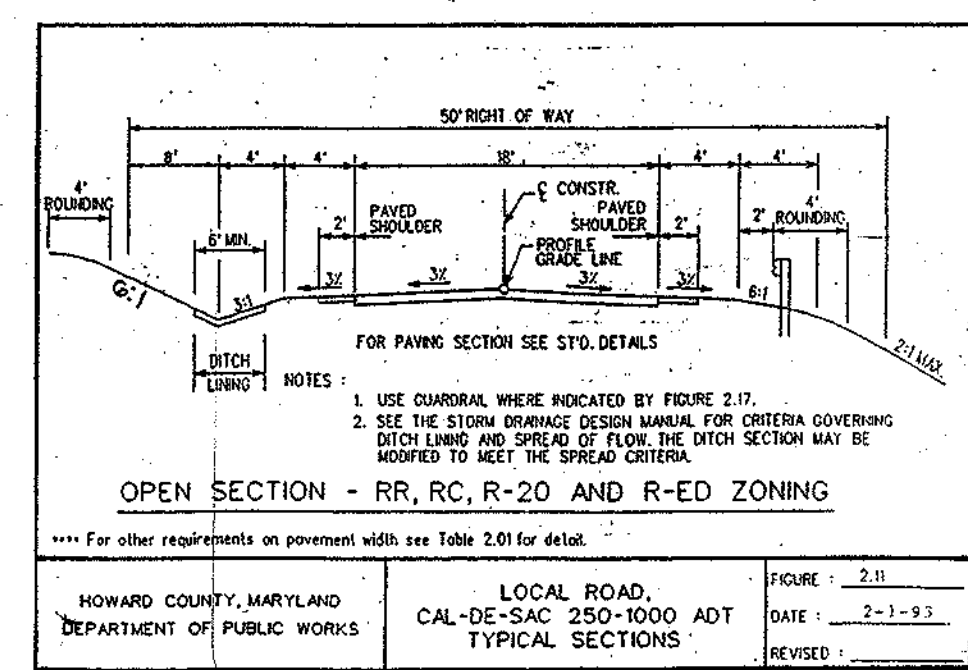 50' RIGHT OF WAY
8' 4' 4' 18' 4' 4'
4' ROUNDING
6' MIN.
2' PAVED SHOULDER
℄ CONSTR.
PAVED SHOULDER 2'
PROFILE GRADE LINE
2' 4' ROUNDING
6:1
3:1
3%
3%
3%
3%
6:1
2:1 MAX.
DITCH LINING
FOR PAVING SECTION SEE ST'D. DETAILS
NOTES :
1. USE GUARDRAIL WHERE INDICATED BY FIGURE 2.17.
2. SEE THE STORM DRAINAGE DESIGN MANUAL FOR CRITERIA GOVERNING
DITCH LINING AND SPREAD OF FLOW. THE DITCH SECTION MAY BE
MODIFIED TO MEET THE SPREAD CRITERIA.
OPEN SECTION - RR, RC, R-20 AND R-ED ZONING
**** For other requirements on pavement width see Table 2.01 for detail.
HOWARD COUNTY, MARYLAND
DEPARTMENT OF PUBLIC WORKS
LOCAL ROAD,
CAL-DE-SAC 250-1000 ADT
TYPICAL SECTIONS
FIGURE : 2.11
DATE : 2-1-93
REVISED :